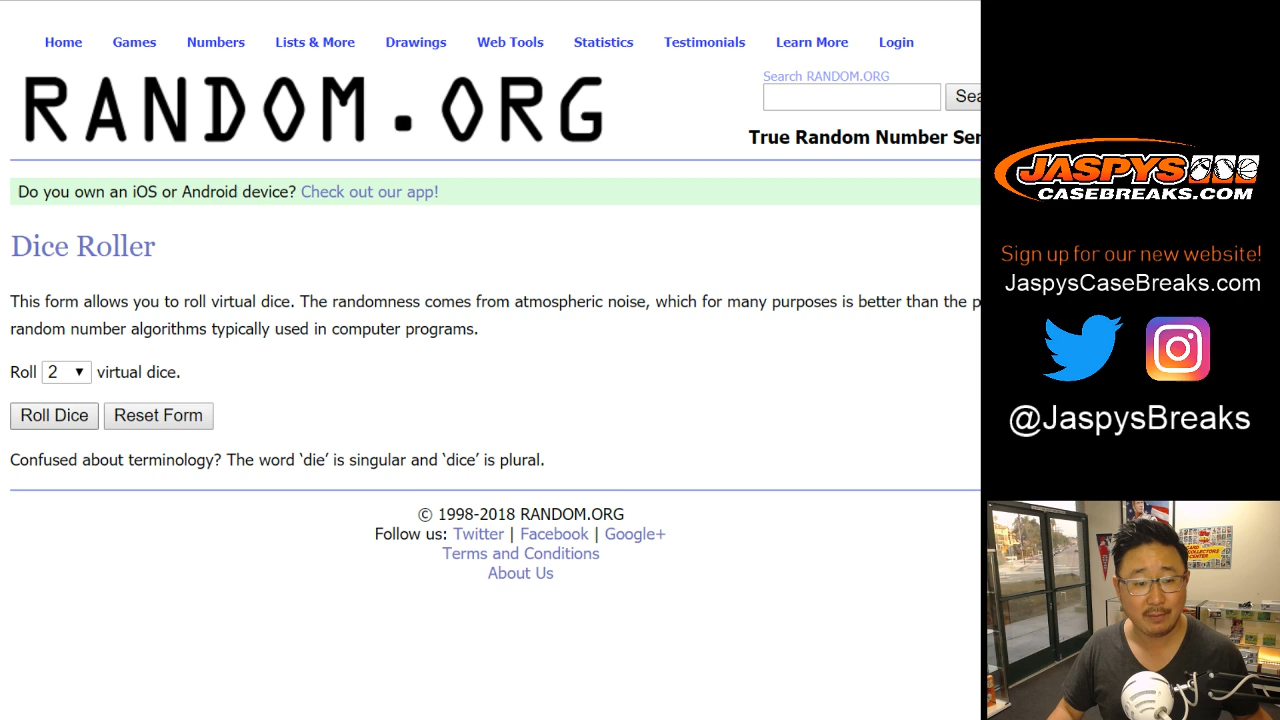 Home Games Numbers Lists & More Drawings Web Tools Statistics Testimonials Learn More Login
RANDOM.ORG
Search RANDOM.ORG
True Random Number Ser
Do you own an iOS or Android device? Check out our app!
Dice Roller
This form allows you to roll virtual dice. The randomness comes from atmospheric noise, which for many purposes is better than the p
random number algorithms typically used in computer programs.
Roll 2 virtual dice.
Roll Dice Reset Form
Confused about terminology? The word ‘die’ is singular and ‘dice’ is plural.
© 1998-2018 RANDOM.ORG
Follow us: Twitter | Facebook | Google+
Terms and Conditions
About Us
JASPYS
CASEBREAKS.COM
Sign up for our new website!
JaspysCaseBreaks.com
@JaspysBreaks